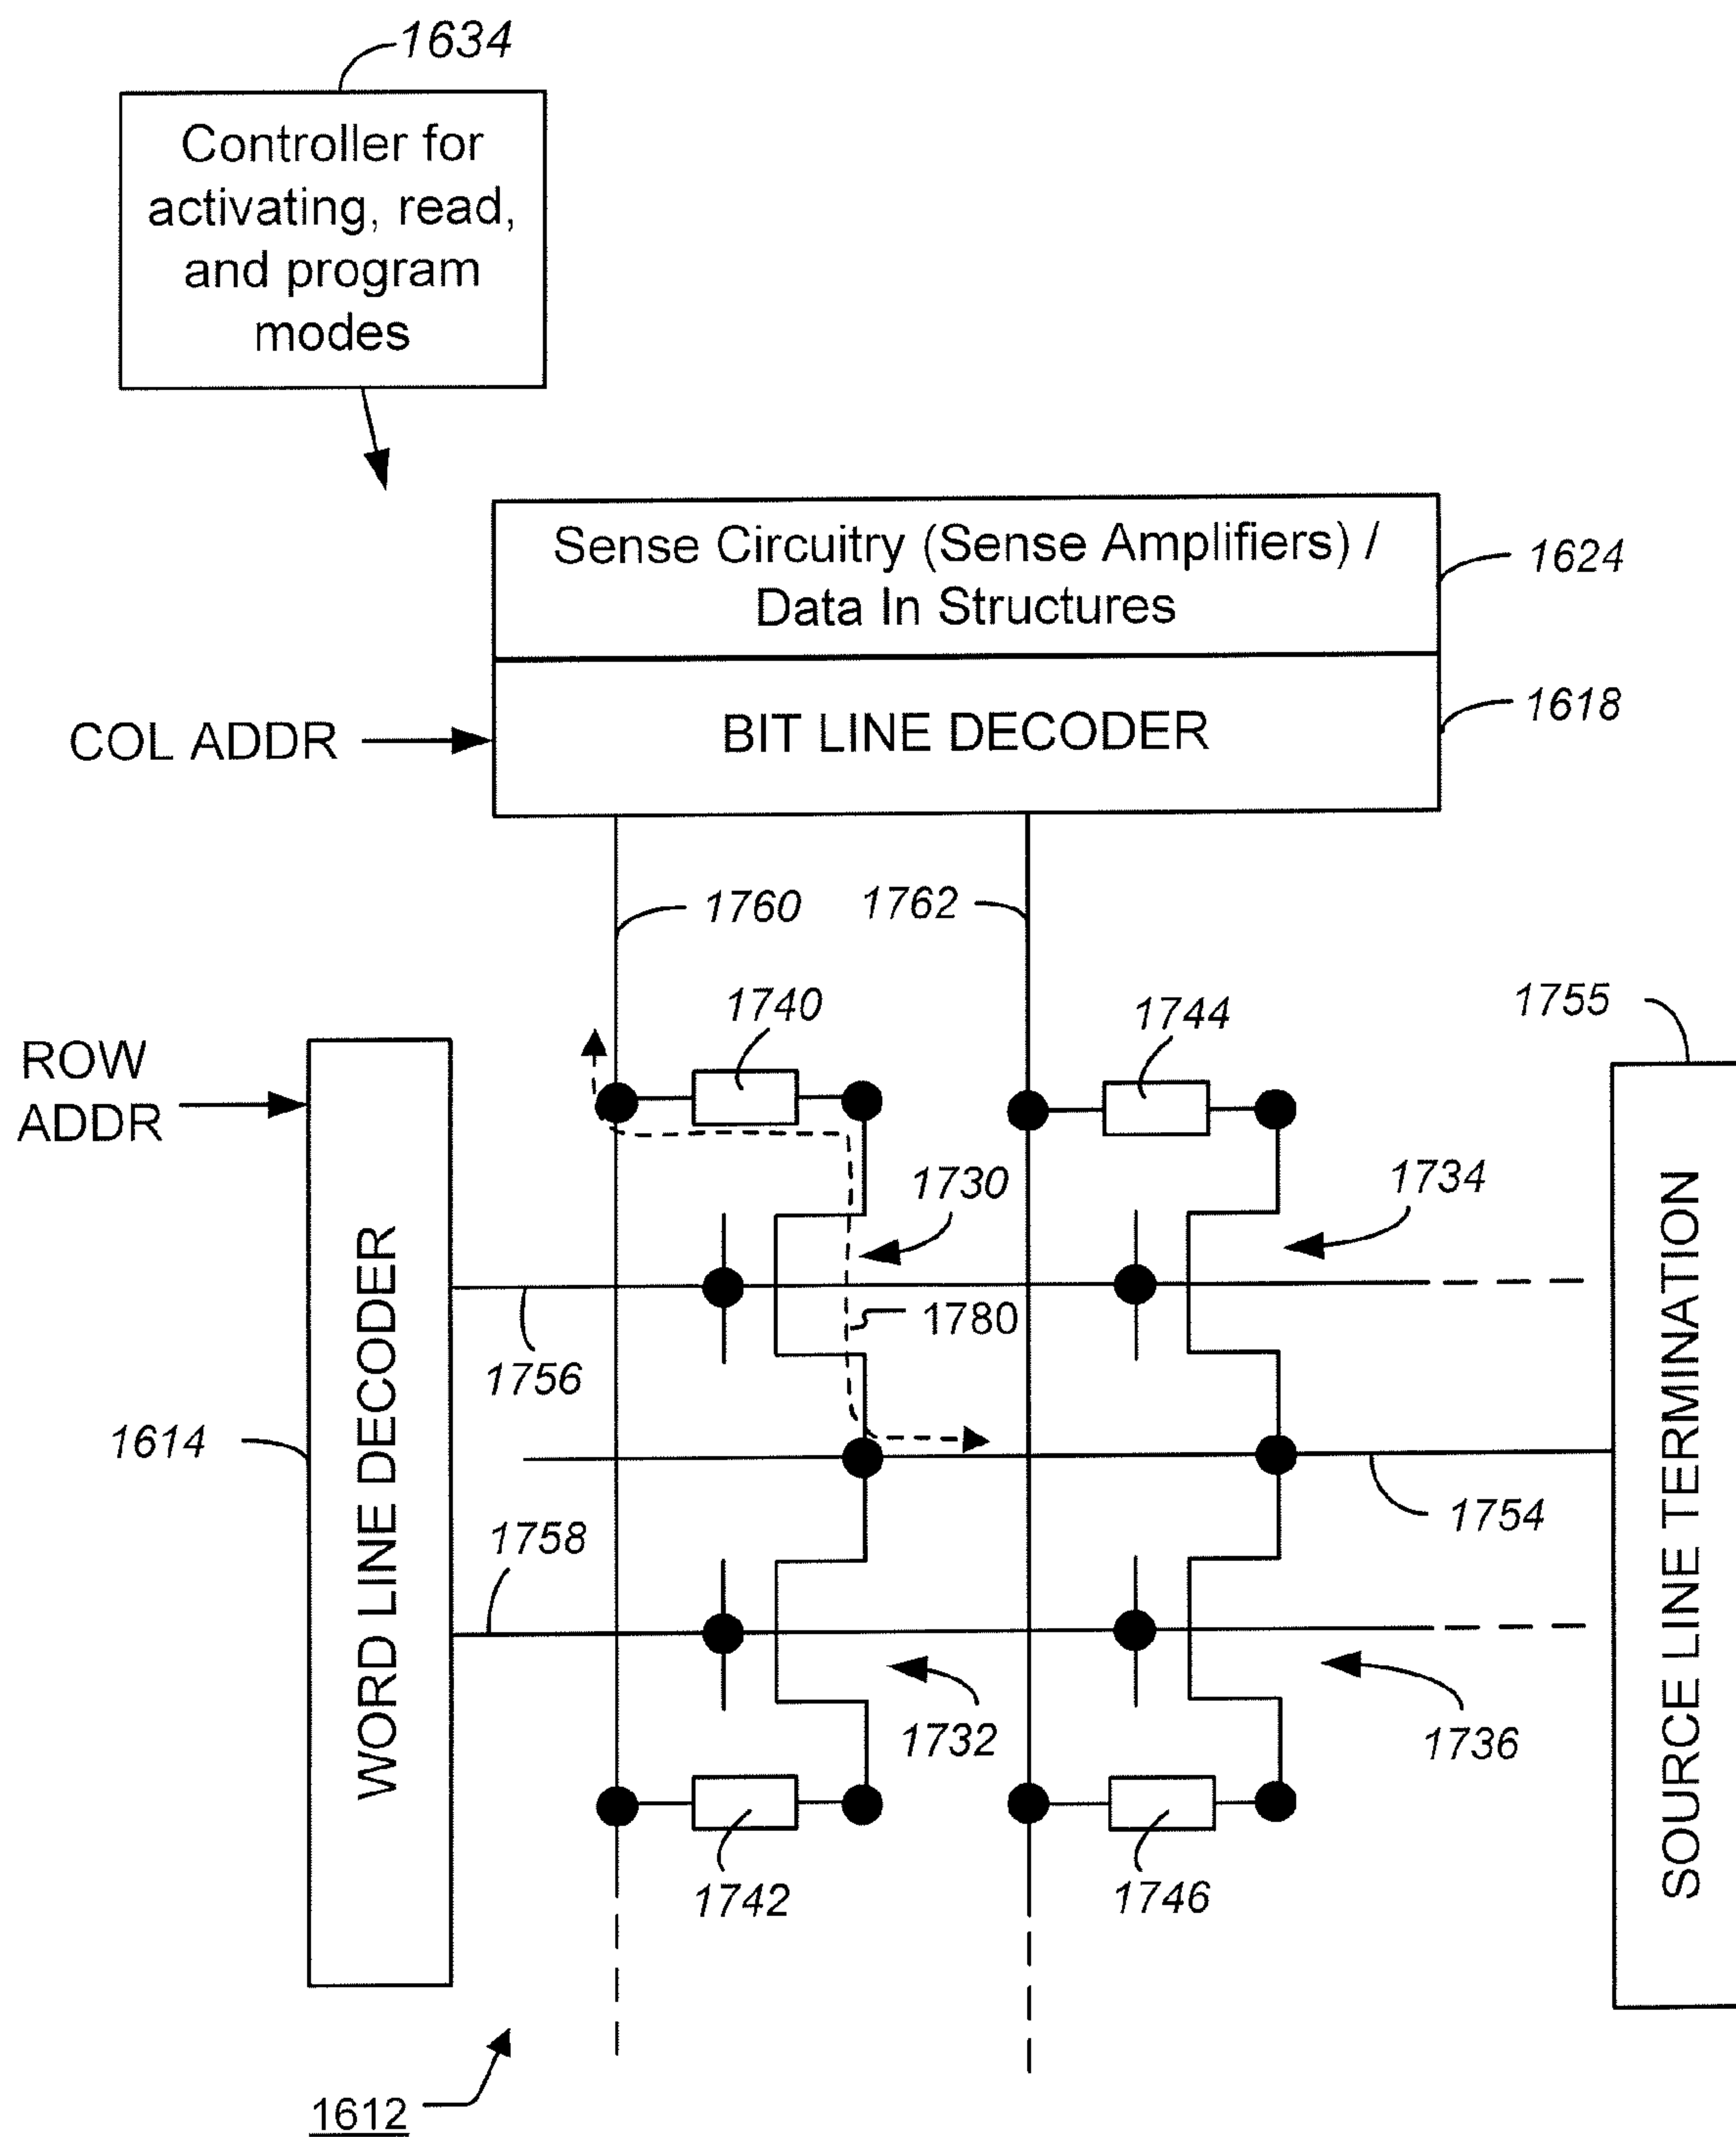 1634
Controller for
activating, read,
and program
modes
Sense Circuitry (Sense Amplifiers) /
Data In Structures
1624
COL ADDR
BIT LINE DECODER
1618
1760
1762
1740
1744
1755
ROW
ADDR
1730
1734
1780
1756
1614
WORD LINE DECODER
SOURCE LINE TERMINATION
1758
1754
1732
1736
1742
1746
1612